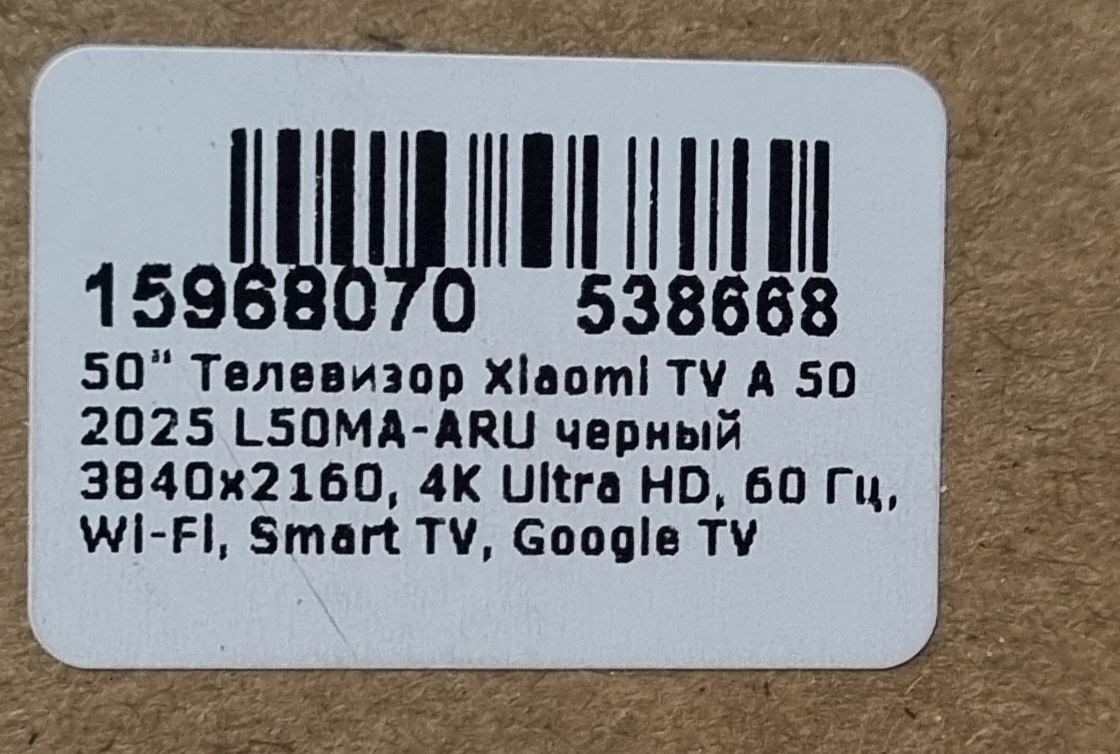 15968070 538668
50" Телевизор Xiaomi TV A 50
2025 L50MA-ARU черный
3840x2160, 4K Ultra HD, 60 Гц,
Wi-Fi, Smart TV, Google TV